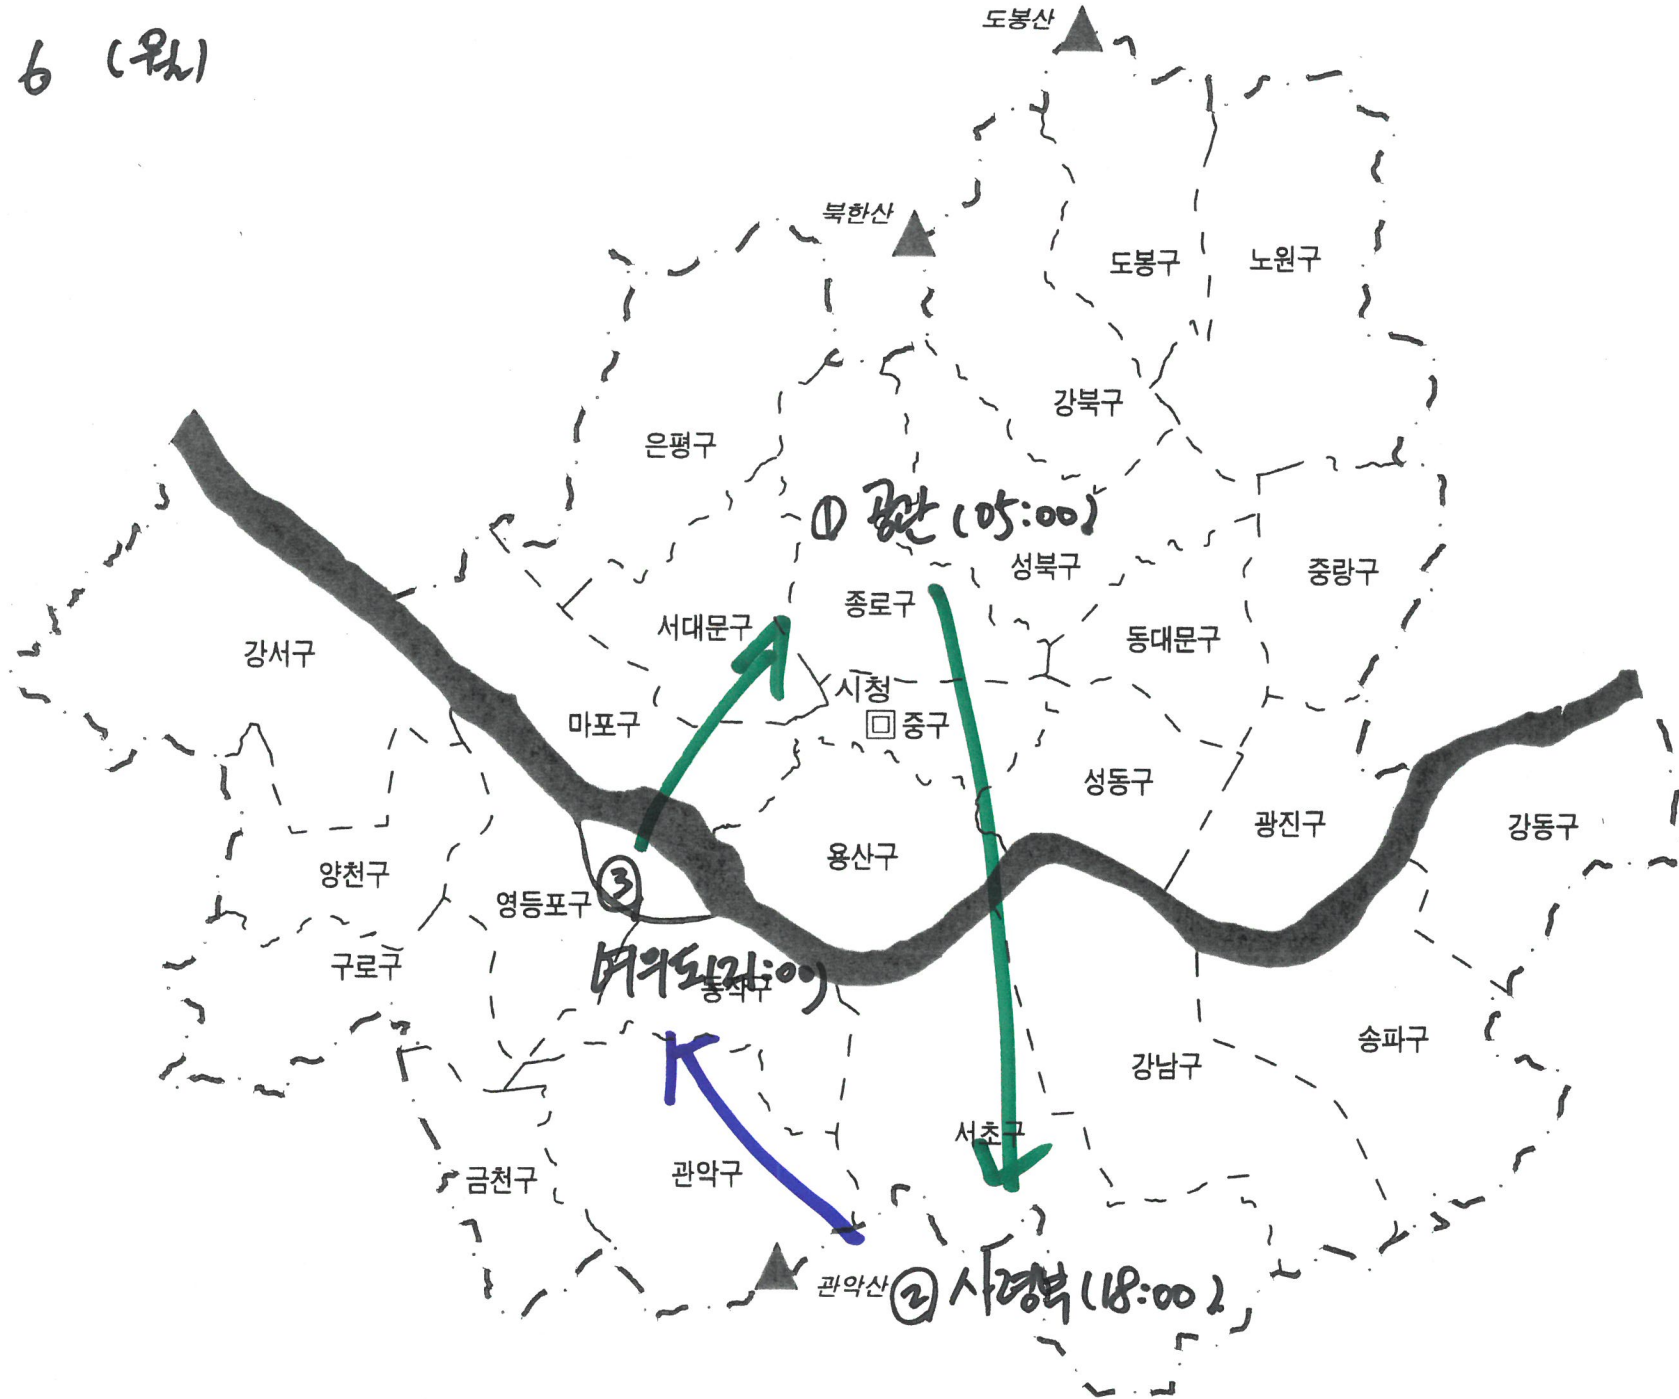 도봉산
6 (월)
북한산
도봉구
노원구
강북구
은평구
① 공관 (05:00)
성북구
중랑구
종로구
서대문구
동대문구
강서구
시청
마포구
중구
성동구
광진구
강동구
용산구
양천구
③
영등포구
구로구
(여의도 21:00)
동작구
송파구
강남구
서초구
관악구
금천구
관악산
② 사령부 (18:00)